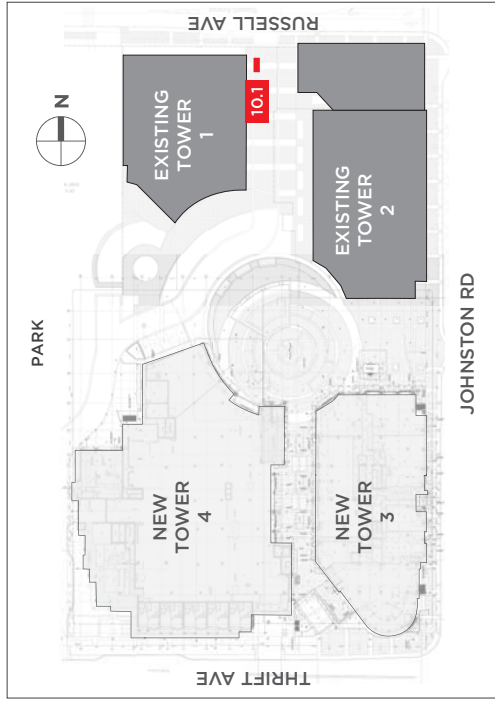 RUSSELL AVE
N
EXISTING
TOWER
1
10.1
EXISTING
TOWER
2
PARK
JOHNSTON RD
NEW
TOWER
4
NEW
TOWER
3
THRIFT AVE